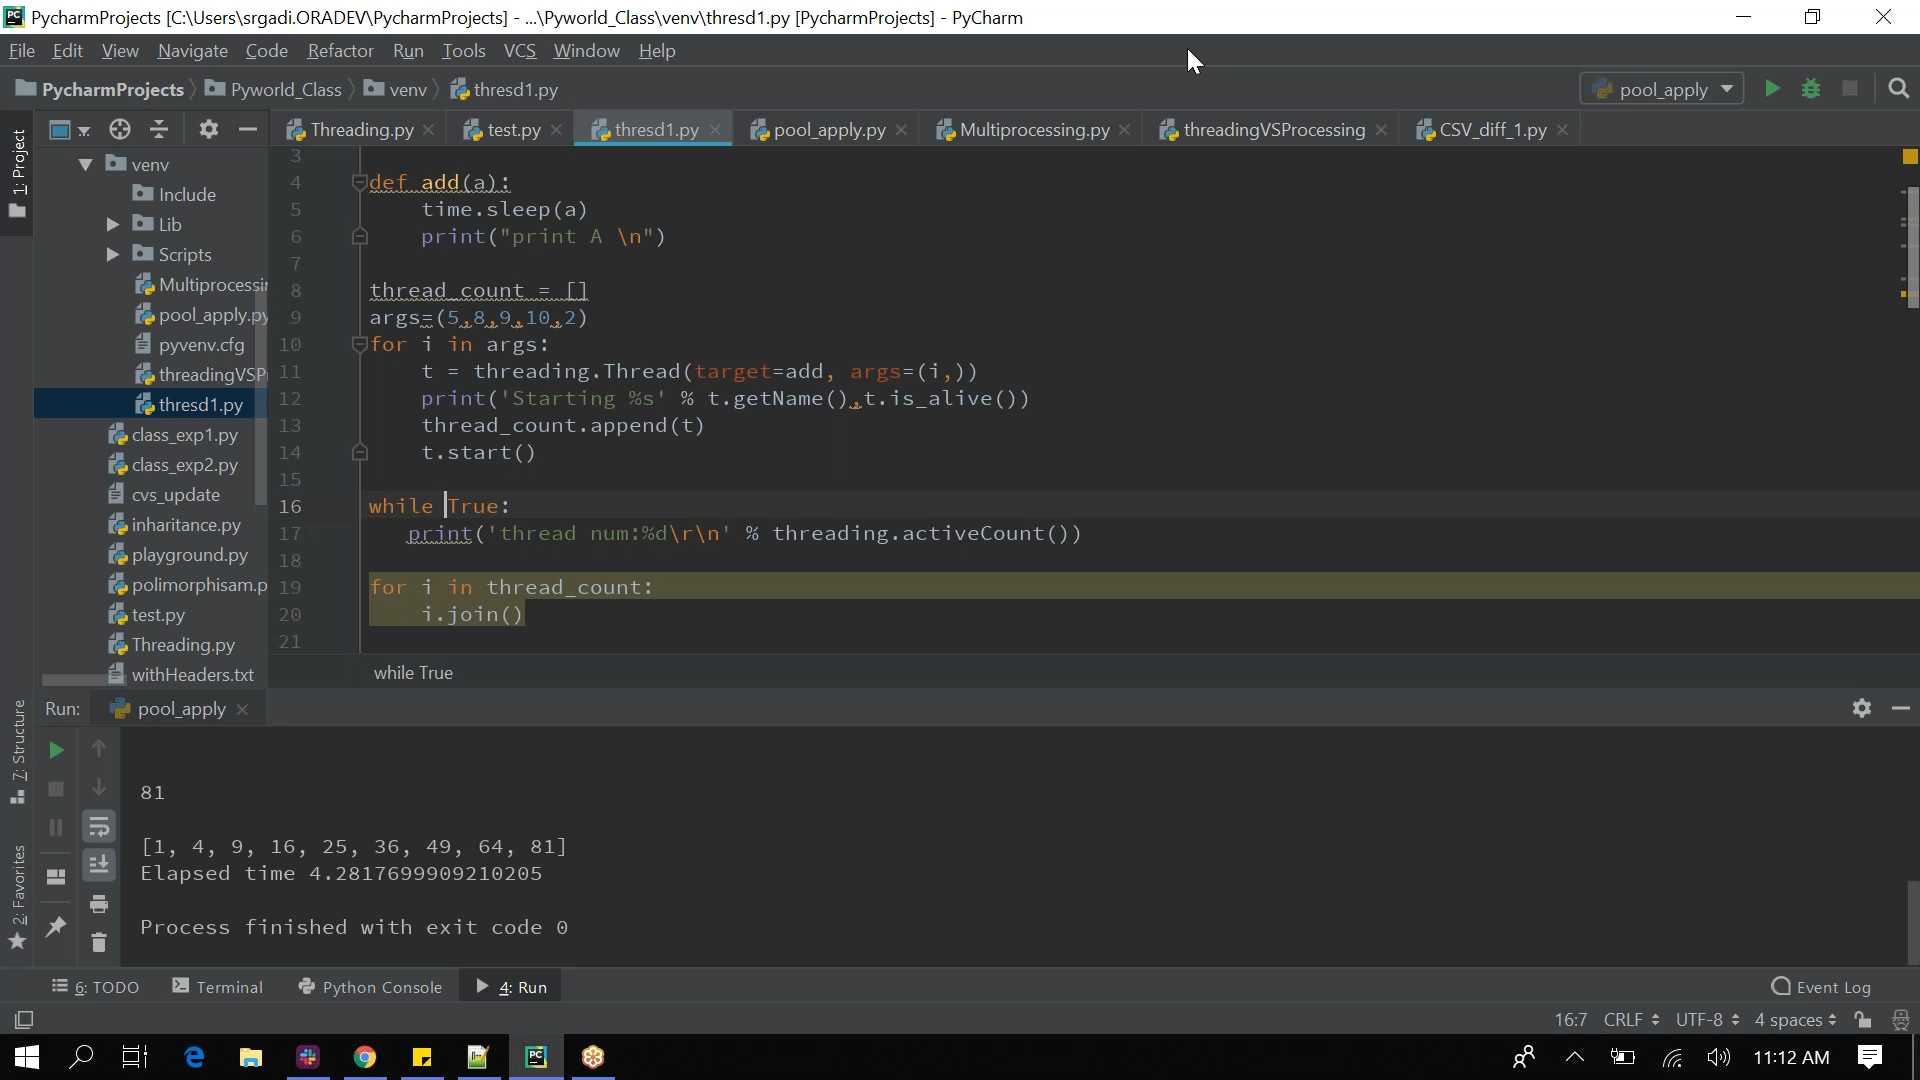 PycharmProjects [C:\Users\srgadi.ORADEV\PycharmProjects] - ...\Pyworld_Class\venv\thresd1.py [PycharmProjects] - PyCharm
File Edit View Navigate Code Refactor Run Tools VCS Window Help
PycharmProjects Pyworld_Class venv thresd1.py pool_apply
Threading.py test.py thresd1.py pool_apply.py Multiprocessing.py threadingVSProcessing CSV_diff_1.py
1: Project
venv
Include
Lib
Scripts
Multiprocessin
pool_apply.py
pyvenv.cfg
threadingVSP
thresd1.py
class_exp1.py
class_exp2.py
cvs_update
inharitance.py
playground.py
polimorphisam.p
test.py
Threading.py
withHeaders.txt
3
4 def add(a):
5 time.sleep(a)
6 print("print A \n")
7
8 thread_count = []
9 args=(5,8,9,10,2)
10 for i in args:
11 t = threading.Thread(target=add, args=(i,))
12 print('Starting %s' % t.getName(),t.is_alive())
13 thread_count.append(t)
14 t.start()
15
16 while True:
17 print('thread num:%d\r\n' % threading.activeCount())
18
19 for i in thread_count:
20 i.join()
21
while True
Run: pool_apply
7: Structure
2: Favorites
81
[1, 4, 9, 16, 25, 36, 49, 64, 81]
Elapsed time 4.2817699909210205
Process finished with exit code 0
6: TODO Terminal Python Console 4: Run Event Log
16:7 CRLF UTF-8 4 spaces
11:12 AM